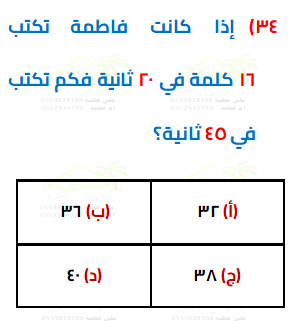 ٣٤) إذا كانت فاطمة تكتب
١٦ كلمة في ٢٠ ثانية فكم تكتب
في ٤٥ ثانية؟
(أ) ٣٢ (ب) ٣٦
(ج) ٣٨ (د) ٤٠